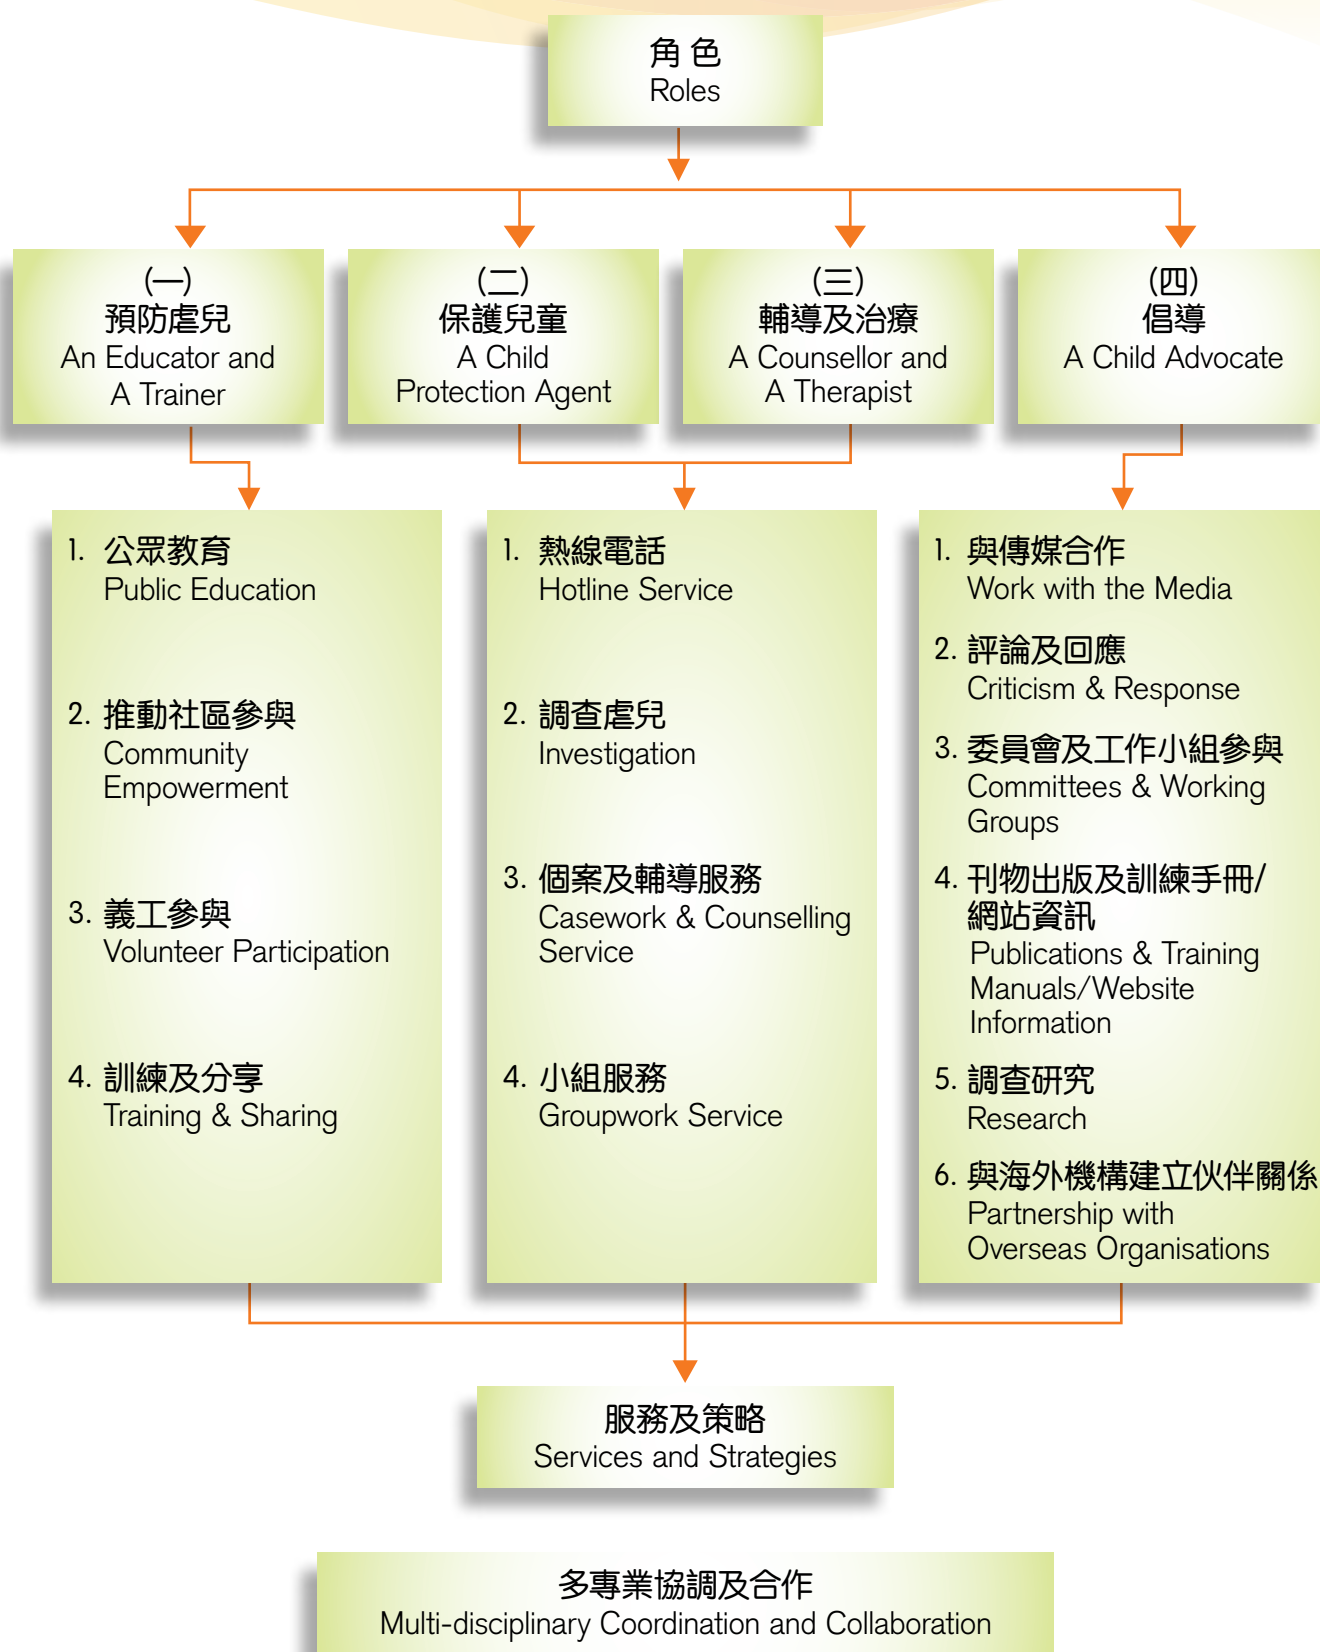 角色
Roles
(一)
預防虐兒
An Educator and
A Trainer
(二)
保護兒童
A Child
Protection Agent
(三)
輔導及治療
A Counsellor and
A Therapist
(四)
倡導
A Child Advocate
1. 公眾教育
Public Education
2. 推動社區參與
Community
Empowerment
3. 義工參與
Volunteer Participation
4. 訓練及分享
Training & Sharing
1. 熱線電話
Hotline Service
2. 調查虐兒
Investigation
3. 個案及輔導服務
Casework & Counselling
Service
4. 小組服務
Groupwork Service
1. 與傳媒合作
Work with the Media
2. 評論及回應
Criticism & Response
3. 委員會及工作小組參與
Committees & Working
Groups
4. 刊物出版及訓練手冊/
網站資訊
Publications & Training
Manuals/Website
Information
5. 調查研究
Research
6. 與海外機構建立伙伴關係
Partnership with
Overseas Organisations
服務及策略
Services and Strategies
多專業協調及合作
Multi-disciplinary Coordination and Collaboration